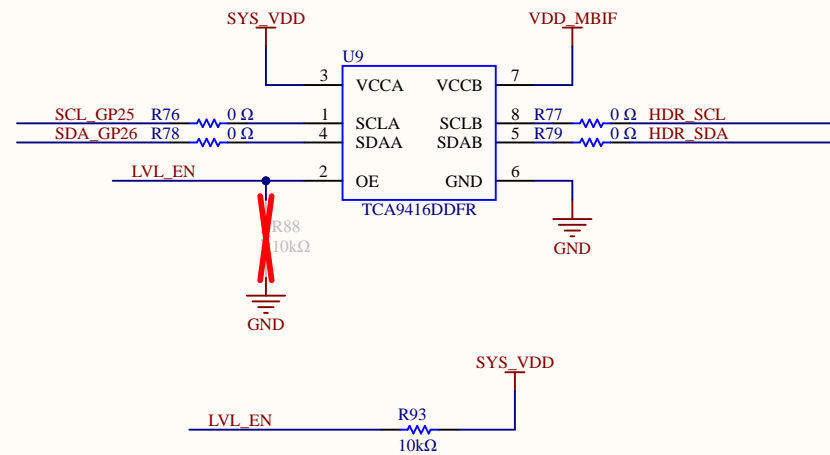 SYS_VDD
VDD_MBIF
U9
3 VCCA VCCB 7
SCL_GP25 R76 0 Ω 1 SCLA SCLB 8 R77 0 Ω HDR_SCL
SDA_GP26 R78 0 Ω 4 SDAA SDAB 5 R79 0 Ω HDR_SDA
LVL_EN 2 OE GND 6
TCA9416DDFR
R88
10kΩ
GND
GND
SYS_VDD
LVL_EN R93
10kΩ